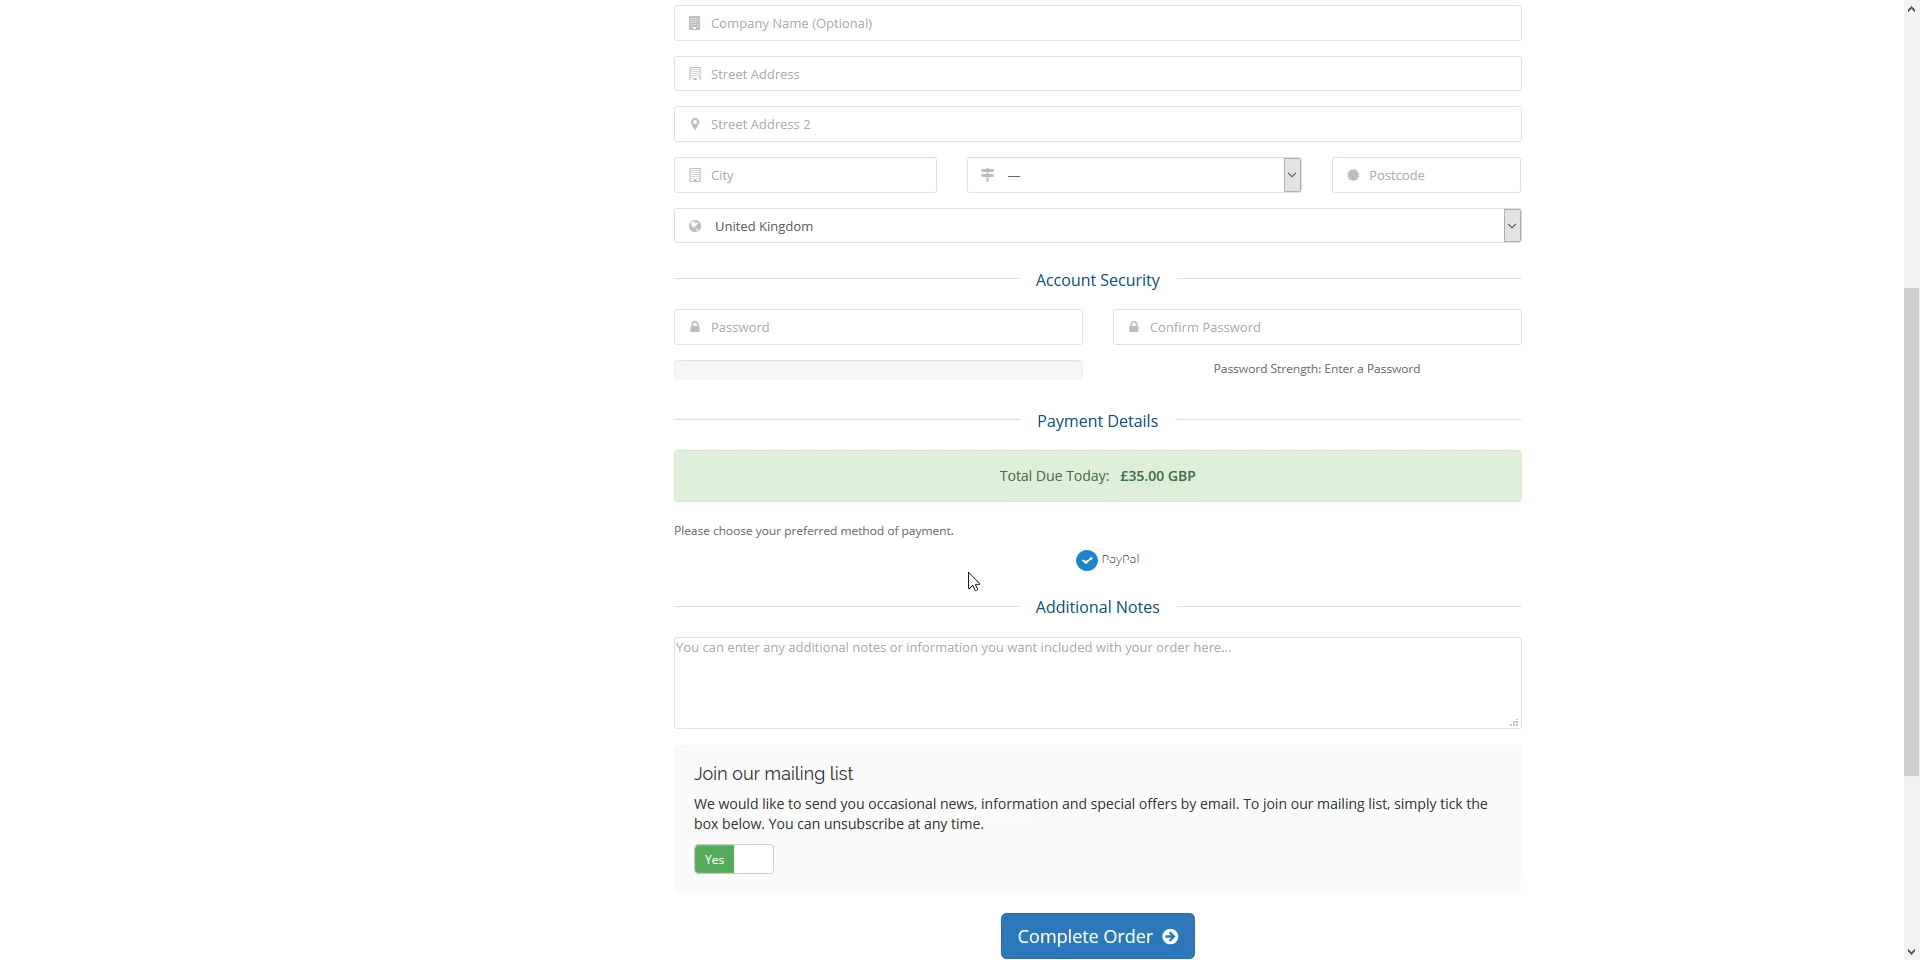 Company Name (Optional)
Street Address
Street Address 2
City
—
Postcode
United Kingdom
Account Security
Password
Confirm Password
Password Strength: Enter a Password
Payment Details
Total Due Today: £35.00 GBP
Please choose your preferred method of payment.
PayPal
Additional Notes
You can enter any additional notes or information you want included with your order here...
Join our mailing list
We would like to send you occasional news, information and special offers by email. To join our mailing list, simply tick the
box below. You can unsubscribe at any time.
Yes
Complete Order